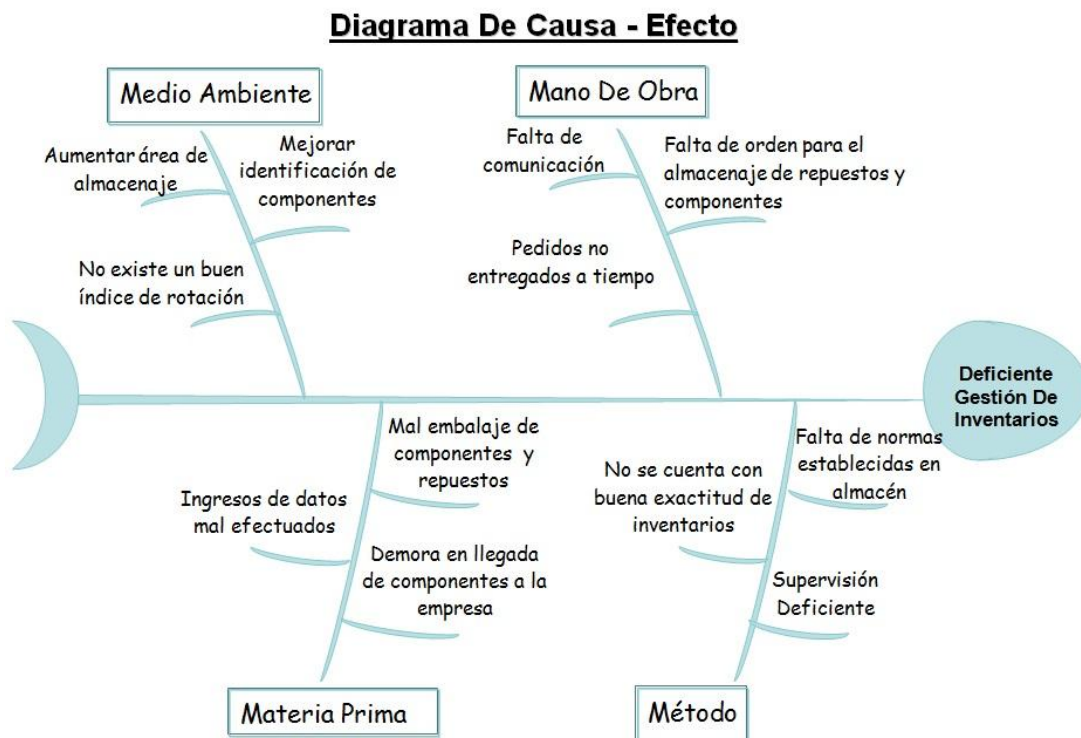 Diagrama De Causa - Efecto
Medio Ambiente
Aumentar área de
almacenaje
Mejorar
identificación de
componentes
No existe un buen
índice de rotación
Mano De Obra
Falta de
comunicación
Falta de orden para el
almacenaje de repuestos y
componentes
Pedidos no
entregados a tiempo
Deficiente
Gestión De
Inventarios
Mal embalaje de
componentes y
repuestos
Ingresos de datos
mal efectuados
Demora en llegada
de componentes a la
empresa
Materia Prima
Falta de normas
establecidas en
almacén
No se cuenta con
buena exactitud de
inventarios
Supervisión
Deficiente
Método